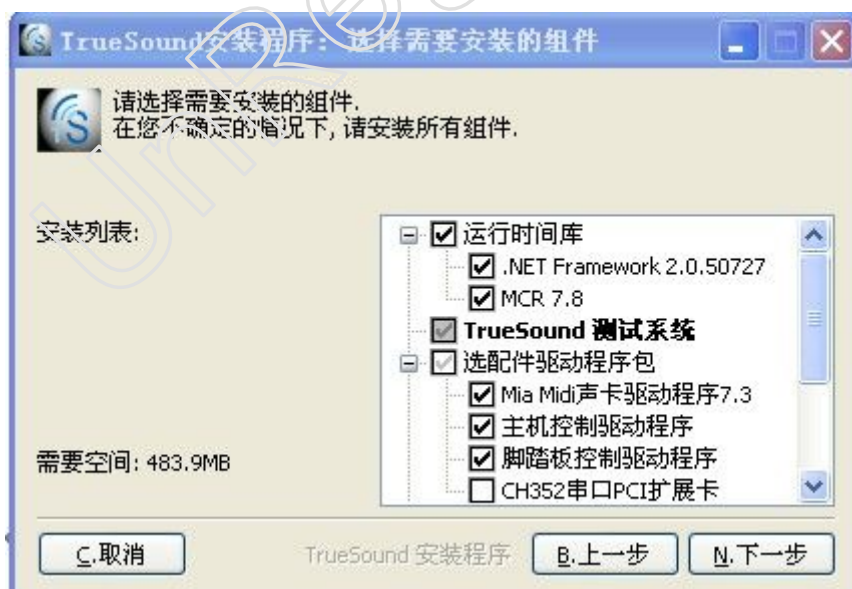 TrueSound安装程序: 选择需要安装的组件
请选择需要安装的组件.
在您不确定的情况下, 请安装所有组件.
安装列表:
运行时间库
.NET Framework 2.0.50727
MCR 7.8
TrueSound 测试系统
选配件驱动程序包
Mia Midi声卡驱动程序7.3
主机控制驱动程序
脚踏板控制驱动程序
CH352串口PCI扩展卡
需要空间: 483.9MB
C.取消
TrueSound 安装程序
B.上一步
N.下一步